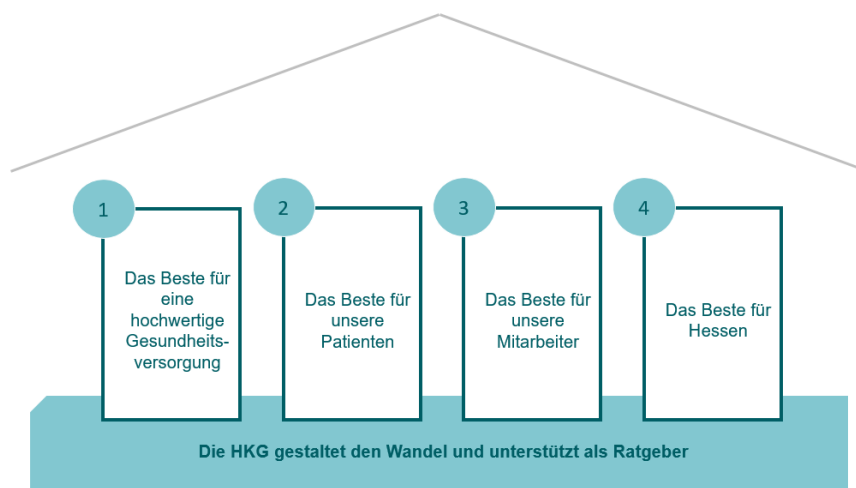 1
Das Beste für
eine
hochwertige
Gesundheits-
versorgung
2
Das Beste für
unsere
Patienten
3
Das Beste für
unsere
Mitarbeiter
4
Das Beste für
Hessen
Die HKG gestaltet den Wandel und unterstützt als Ratgeber